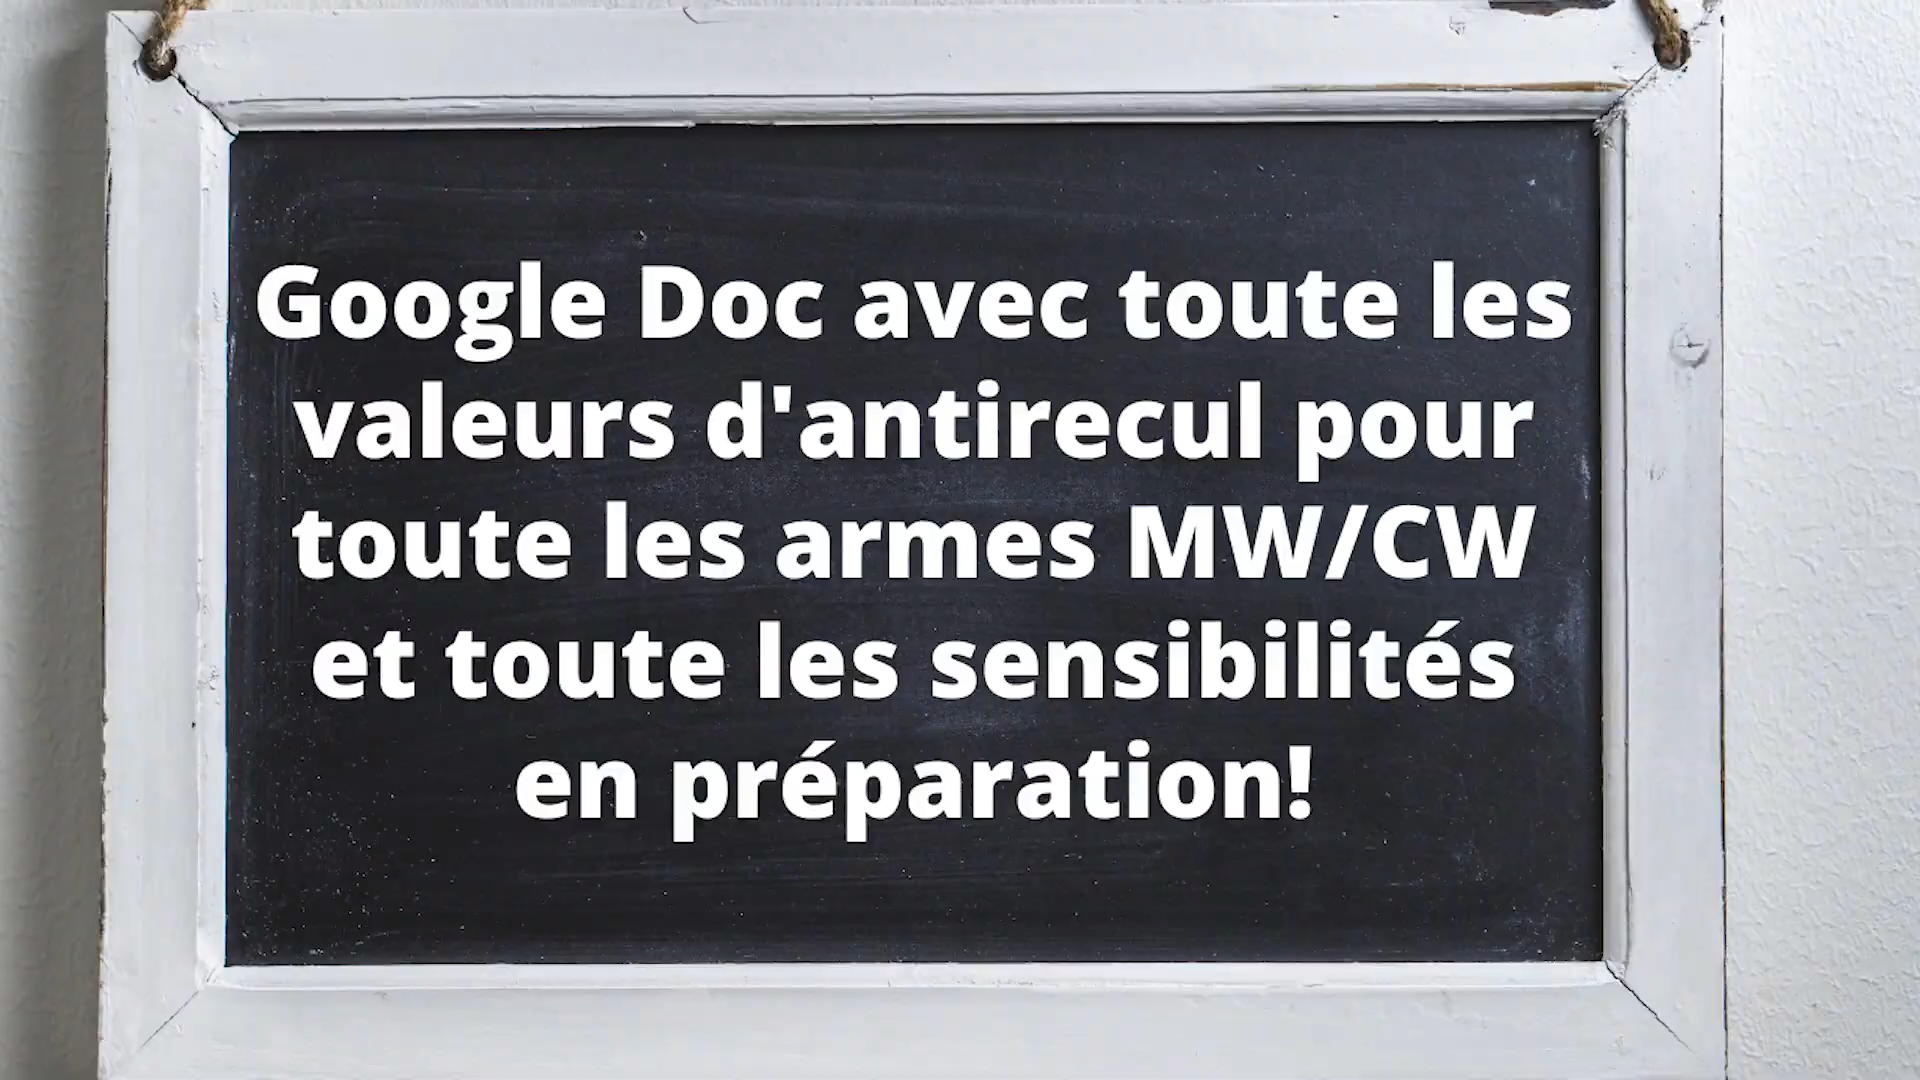 Google Doc avec toute les
valeurs d'antirecul pour
toute les armes MW/CW
et toute les sensibilités
en préparation!